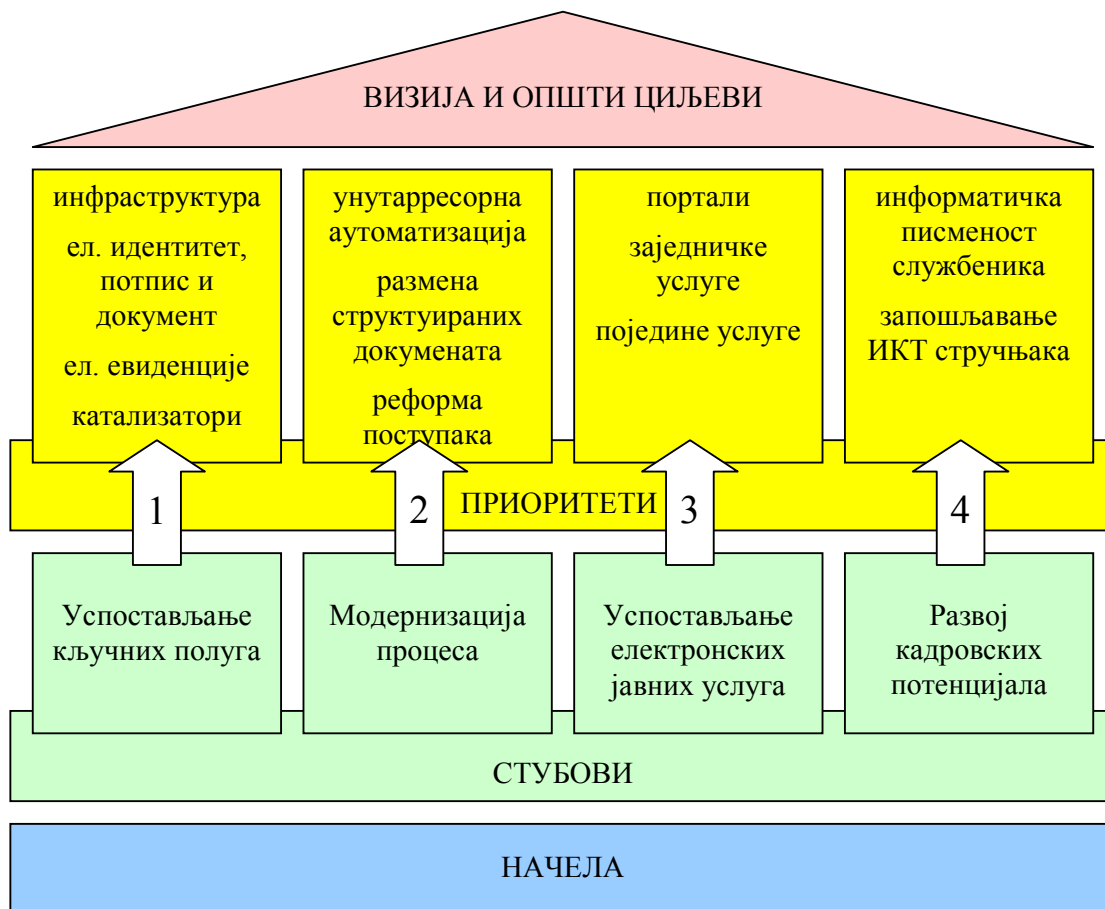 ВИЗИЈА И ОПШТИ ЦИЉЕВИ
инфраструктура
ел. идентитет,
потпис и
документ
ел. евиденције
катализатори
унутарресорна
аутоматизација
размена
структуираних
докумената
реформа
поступака
портали
заједничке
услуге
поједине услуге
информатичка
писменост
службеника
запошљавање
ИКТ стручњака
1
2
ПРИОРИТЕТИ
3
4
Успостављање
кључних полуга
Модернизација
процеса
Успостављање
електронских
јавних услуга
Развој
кадровских
потенцијала
СТУБОВИ
НАЧЕЛА